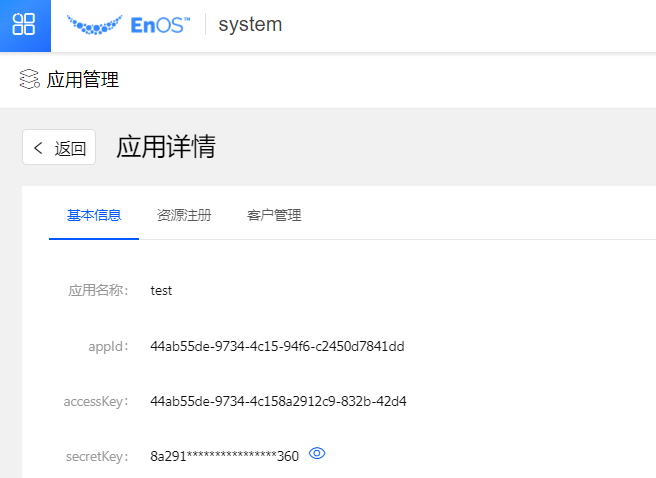 EnOS™ system
应用管理
返回 应用详情
基本信息 资源注册 客户管理
应用名称： test
appId： 44ab55de-9734-4c15-94f6-c2450d7841dd
accessKey： 44ab55de-9734-4c158a2912c9-832b-42d4
secretKey： 8a291****************360